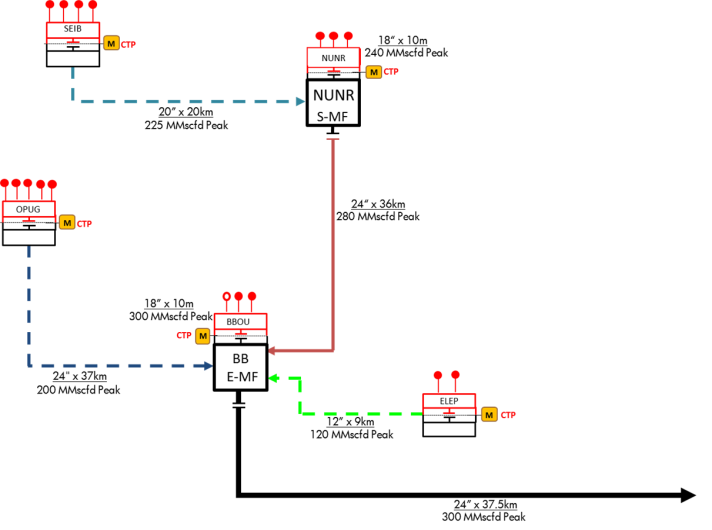 SEIB
M CTP
20” x 20km
225 MMscfd Peak
NUNR
18” x 10m
240 MMscfd Peak
M CTP
NUNR
S-MF
24” x 36km
280 MMscfd Peak
OPUG
M CTP
24” x 37km
200 MMscfd Peak
18” x 10m
300 MMscfd Peak
BBOU
CTP M
BB
E-MF
ELEP
M CTP
12” x 9km
120 MMscfd Peak
24” x 37.5km
300 MMscfd Peak